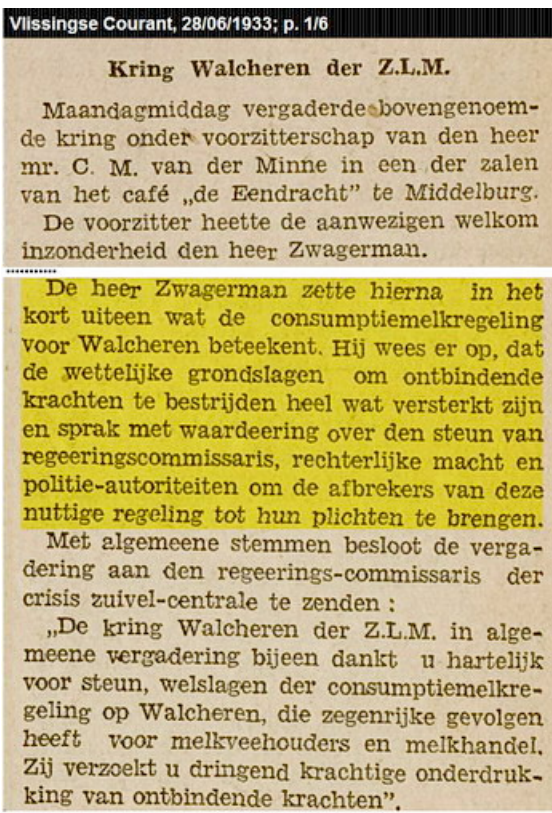 Vlissingse Courant, 28/06/1933; p. 1/6
Kring Walcheren der Z.L.M.
Maandagmiddag vergaderde bovengenoem-
de kring onder voorzitterschap van den heer
mr. C. M. van der Minne in een der zalen
van het café „de Eendracht" te Middelburg.
De voorzitter heette de aanwezigen welkom
inzonderheid den heer Zwagerman.
...........
De heer Zwagerman zette hierna in het
kort uiteen wat de consumptiemelkregeling
voor Walcheren beteekent. Hij wees er op, dat
de wettelijke grondslagen om ontbindende
krachten te bestrijden heel wat versterkt zijn
en sprak met waardeering over den steun van
regeeringscommissaris, rechterlijke macht en
politie-autoriteiten om de afbrekers van deze
nuttige regeling tot hun plichten te brengen.
Met algemeene stemmen besloot de verga-
dering aan den regeerings-commissaris der
crisis zuivel-centrale te zenden :
„De kring Walcheren der Z.L.M. in alge-
meene vergadering bijeen dankt u hartelijk
voor steun, welslagen der consumptiemelkre-
geling op Walcheren, die zegenrijke gevolgen
heeft voor melkveehouders en melkhandel.
Zij verzoekt u dringend krachtige onderdruk-
king van ontbindende krachten".